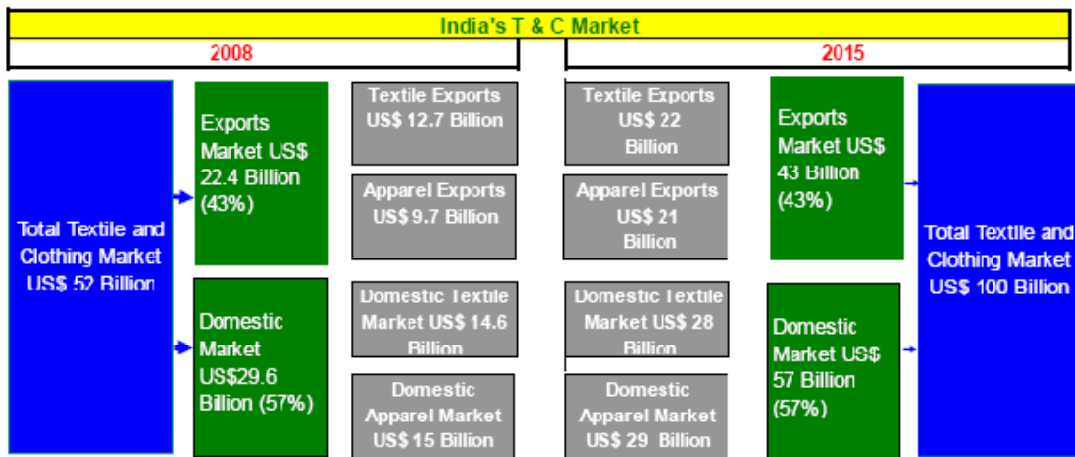 India's T & C Market
2008
2015
Total Textile and
Clothing Market
US$ 52 Billion
Exports
Market US$
22.4 Billion
(43%)
Domestic
Market
US$29.6
Billion (57%)
Textile Exports
US$ 12.7 Billion
Apparel Exports
US$ 9.7 Billion
Domestic Textile
Market US$ 14.6
Billion
Domestic
Apparel Market
US$ 15 Billion
Textile Exports
US$ 22
Billion
Apparel Exports
US$ 21
Billion
Domestic Textile
Market US$ 28
Billion
Domestic
Apparel Market
US$ 29 Billion
Exports
Market US$
43 Billion
(43%)
Domestic
Market US$
57 Billion
(57%)
Total Textile and
Clothing Market
US$ 100 Billion